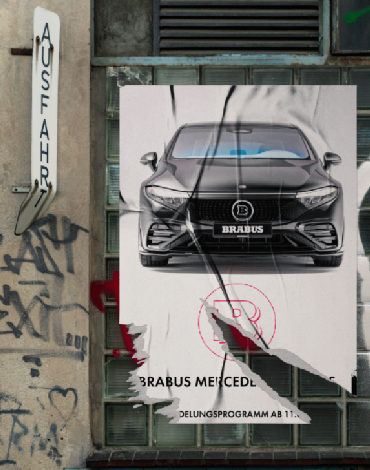 AUSFAHR
B
BRABUS
B
BRABUS MERCEDE
DELUNGSPROGRAMM AB 11.